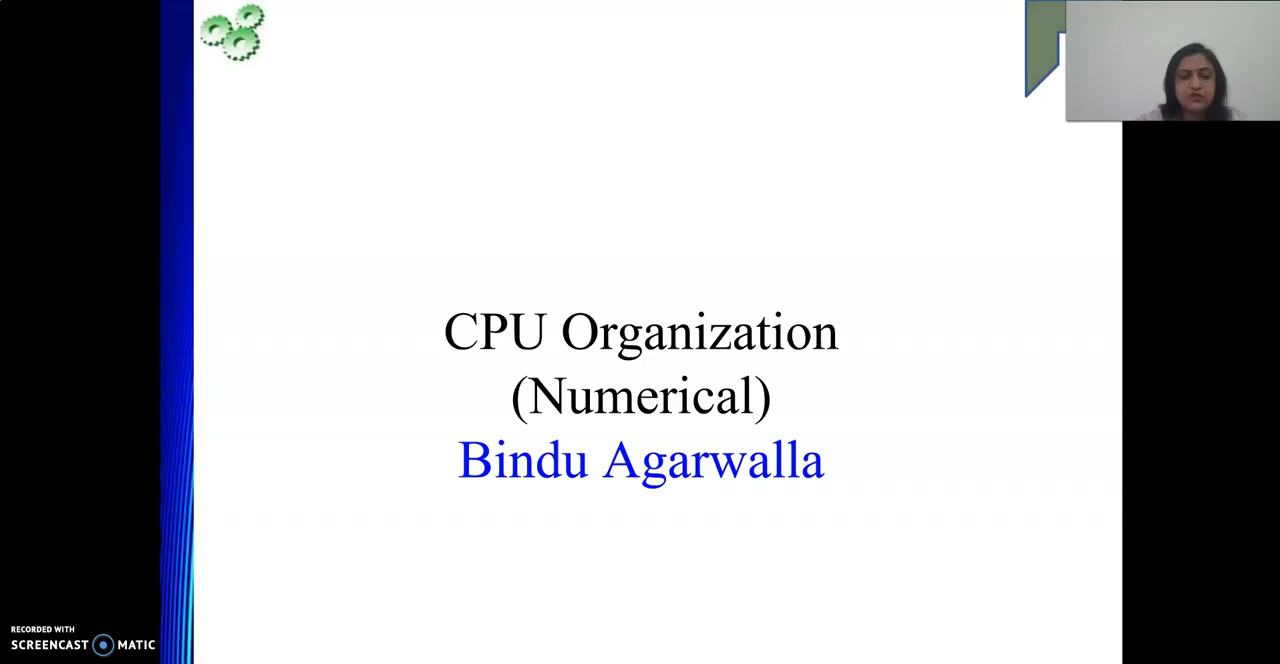 CPU Organization
(Numerical)
Bindu Agarwalla
RECORDED WITH
SCREENCAST MATIC